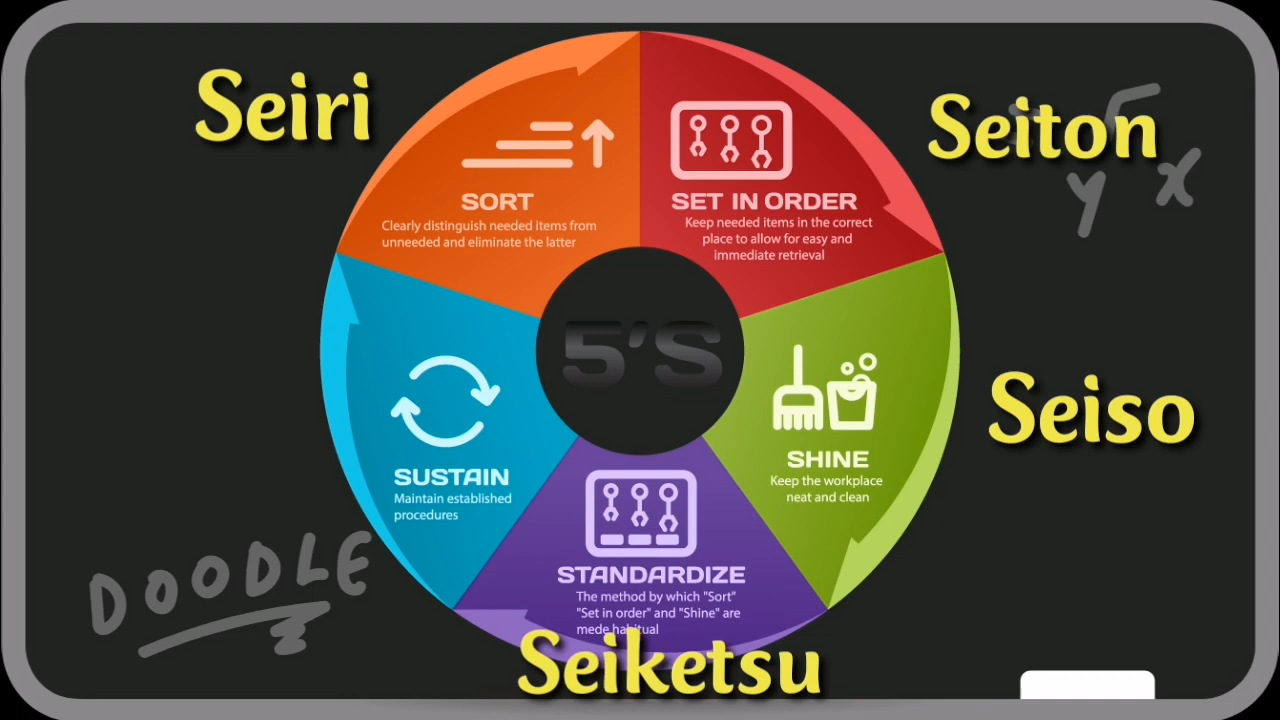 Seiri
Seiton
SORT
Clearly distinguish needed items from
unneeded and eliminate the latter
SET IN ORDER
Keep needed items in the correct
place to allow for easy and
immediate retrieval
y
x
5'S
Seiso
SHINE
Keep the workplace
neat and clean
SUSTAIN
Maintain established
procedures
STANDARDIZE
The method by which "Sort"
"Set in order" and "Shine" are
mede habitual
Seiketsu
DOODLE